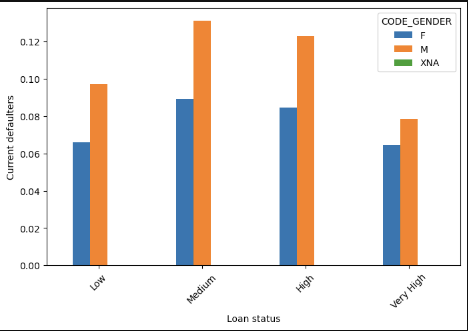 CODE_GENDER
F
M
XNA
Current defaulters
0.12
0.10
0.08
0.06
0.04
0.02
0.00
Low
Medium
High
Very High
Loan status